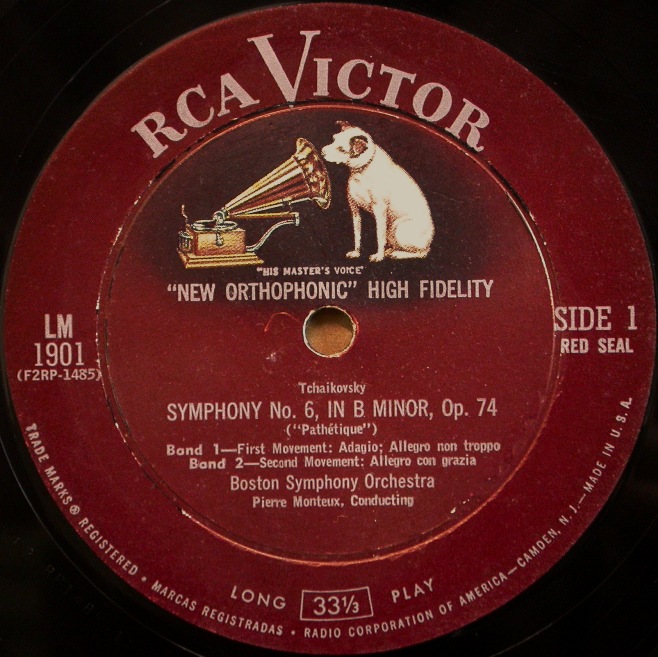 RCA VICTOR
"HIS MASTER'S VOICE"
"NEW ORTHOPHONIC" HIGH FIDELITY
LM
1901
(F2RP-1485)
SIDE 1
RED SEAL
Tchaikovsky
SYMPHONY No. 6, IN B MINOR, Op. 74
("Pathétique")
Band 1—First Movement: Adagio; Allegro non troppo
Band 2—Second Movement: Allegro con grazia
Boston Symphony Orchestra
Pierre Monteux, Conducting
LONG 33⅓ PLAY
TRADE MARKS® REGISTERED • MARCAS REGISTRADAS • RADIO CORPORATION OF AMERICA—CAMDEN, N. J.—MADE IN U.S.A.